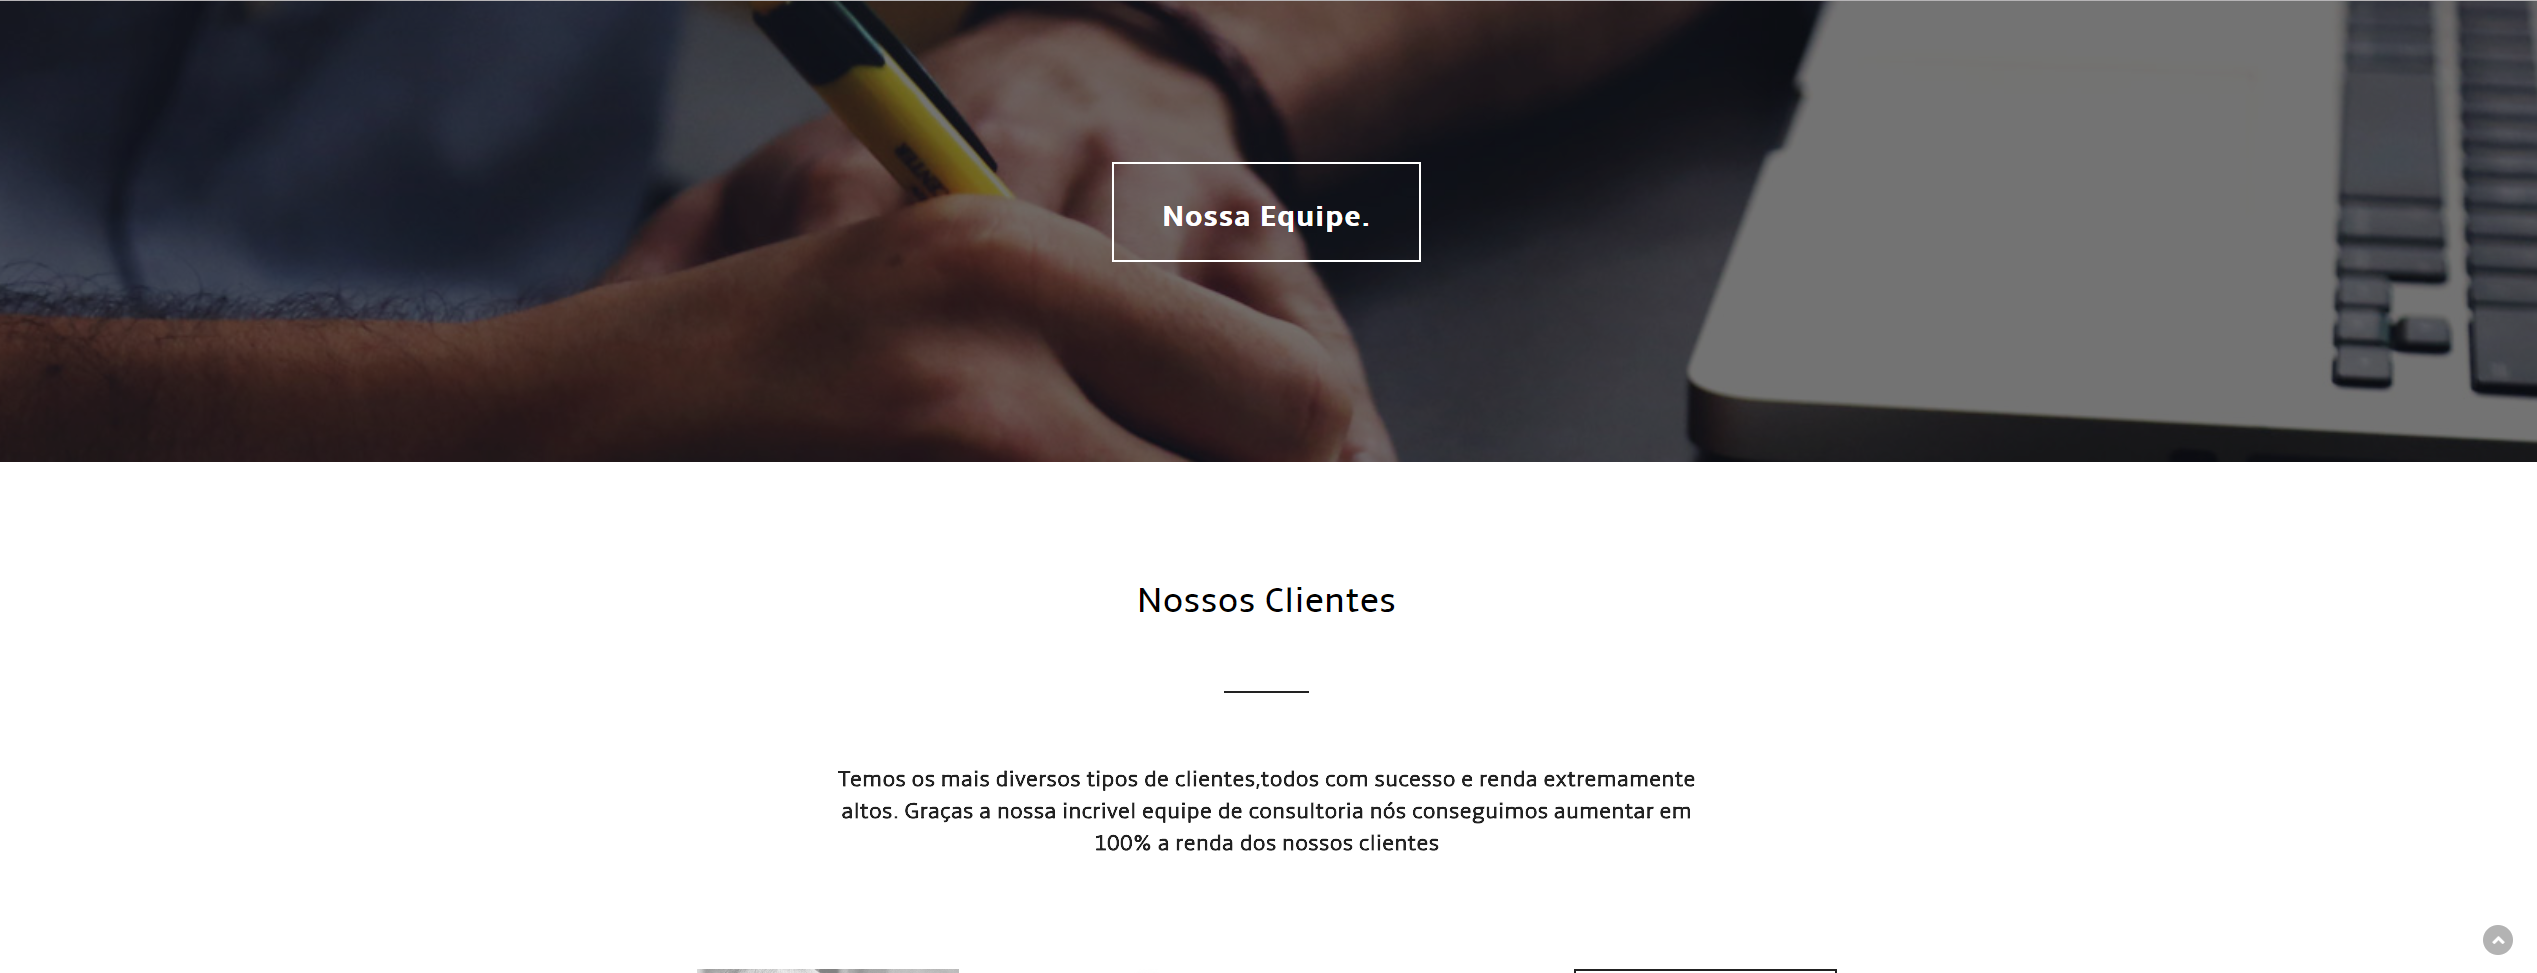 Nossa Equipe.
Nossos Clientes
Temos os mais diversos tipos de clientes,todos com sucesso e renda extremamente
altos. Graças a nossa incrivel equipe de consultoria nós conseguimos aumentar em
100% a renda dos nossos clientes